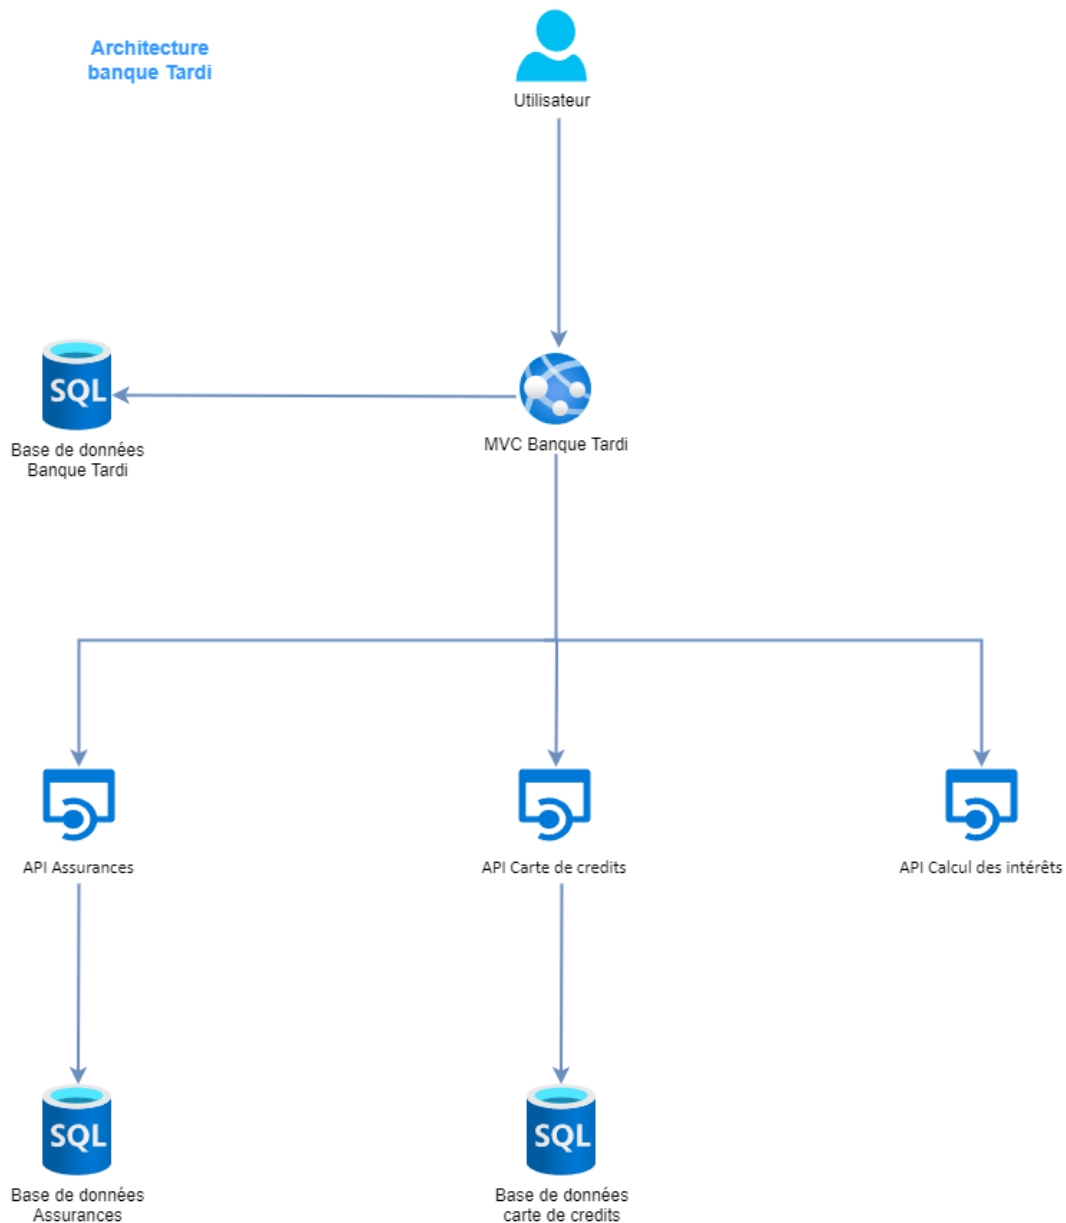 Architecture
banque Tardi
Utilisateur
SQL
Base de données
Banque Tardi
MVC Banque Tardi
API Assurances
API Carte de credits
API Calcul des intérêts
SQL
Base de données
Assurances
SQL
Base de données
carte de credits